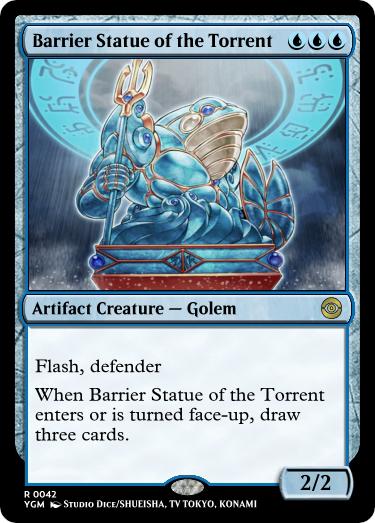 Barrier Statue of the Torrent
Artifact Creature — Golem
Flash, defender
When Barrier Statue of the Torrent
enters or is turned face-up, draw
three cards.
2/2
R 0042
YGM Studio Dice/SHUEISHA, TV TOKYO, KONAMI